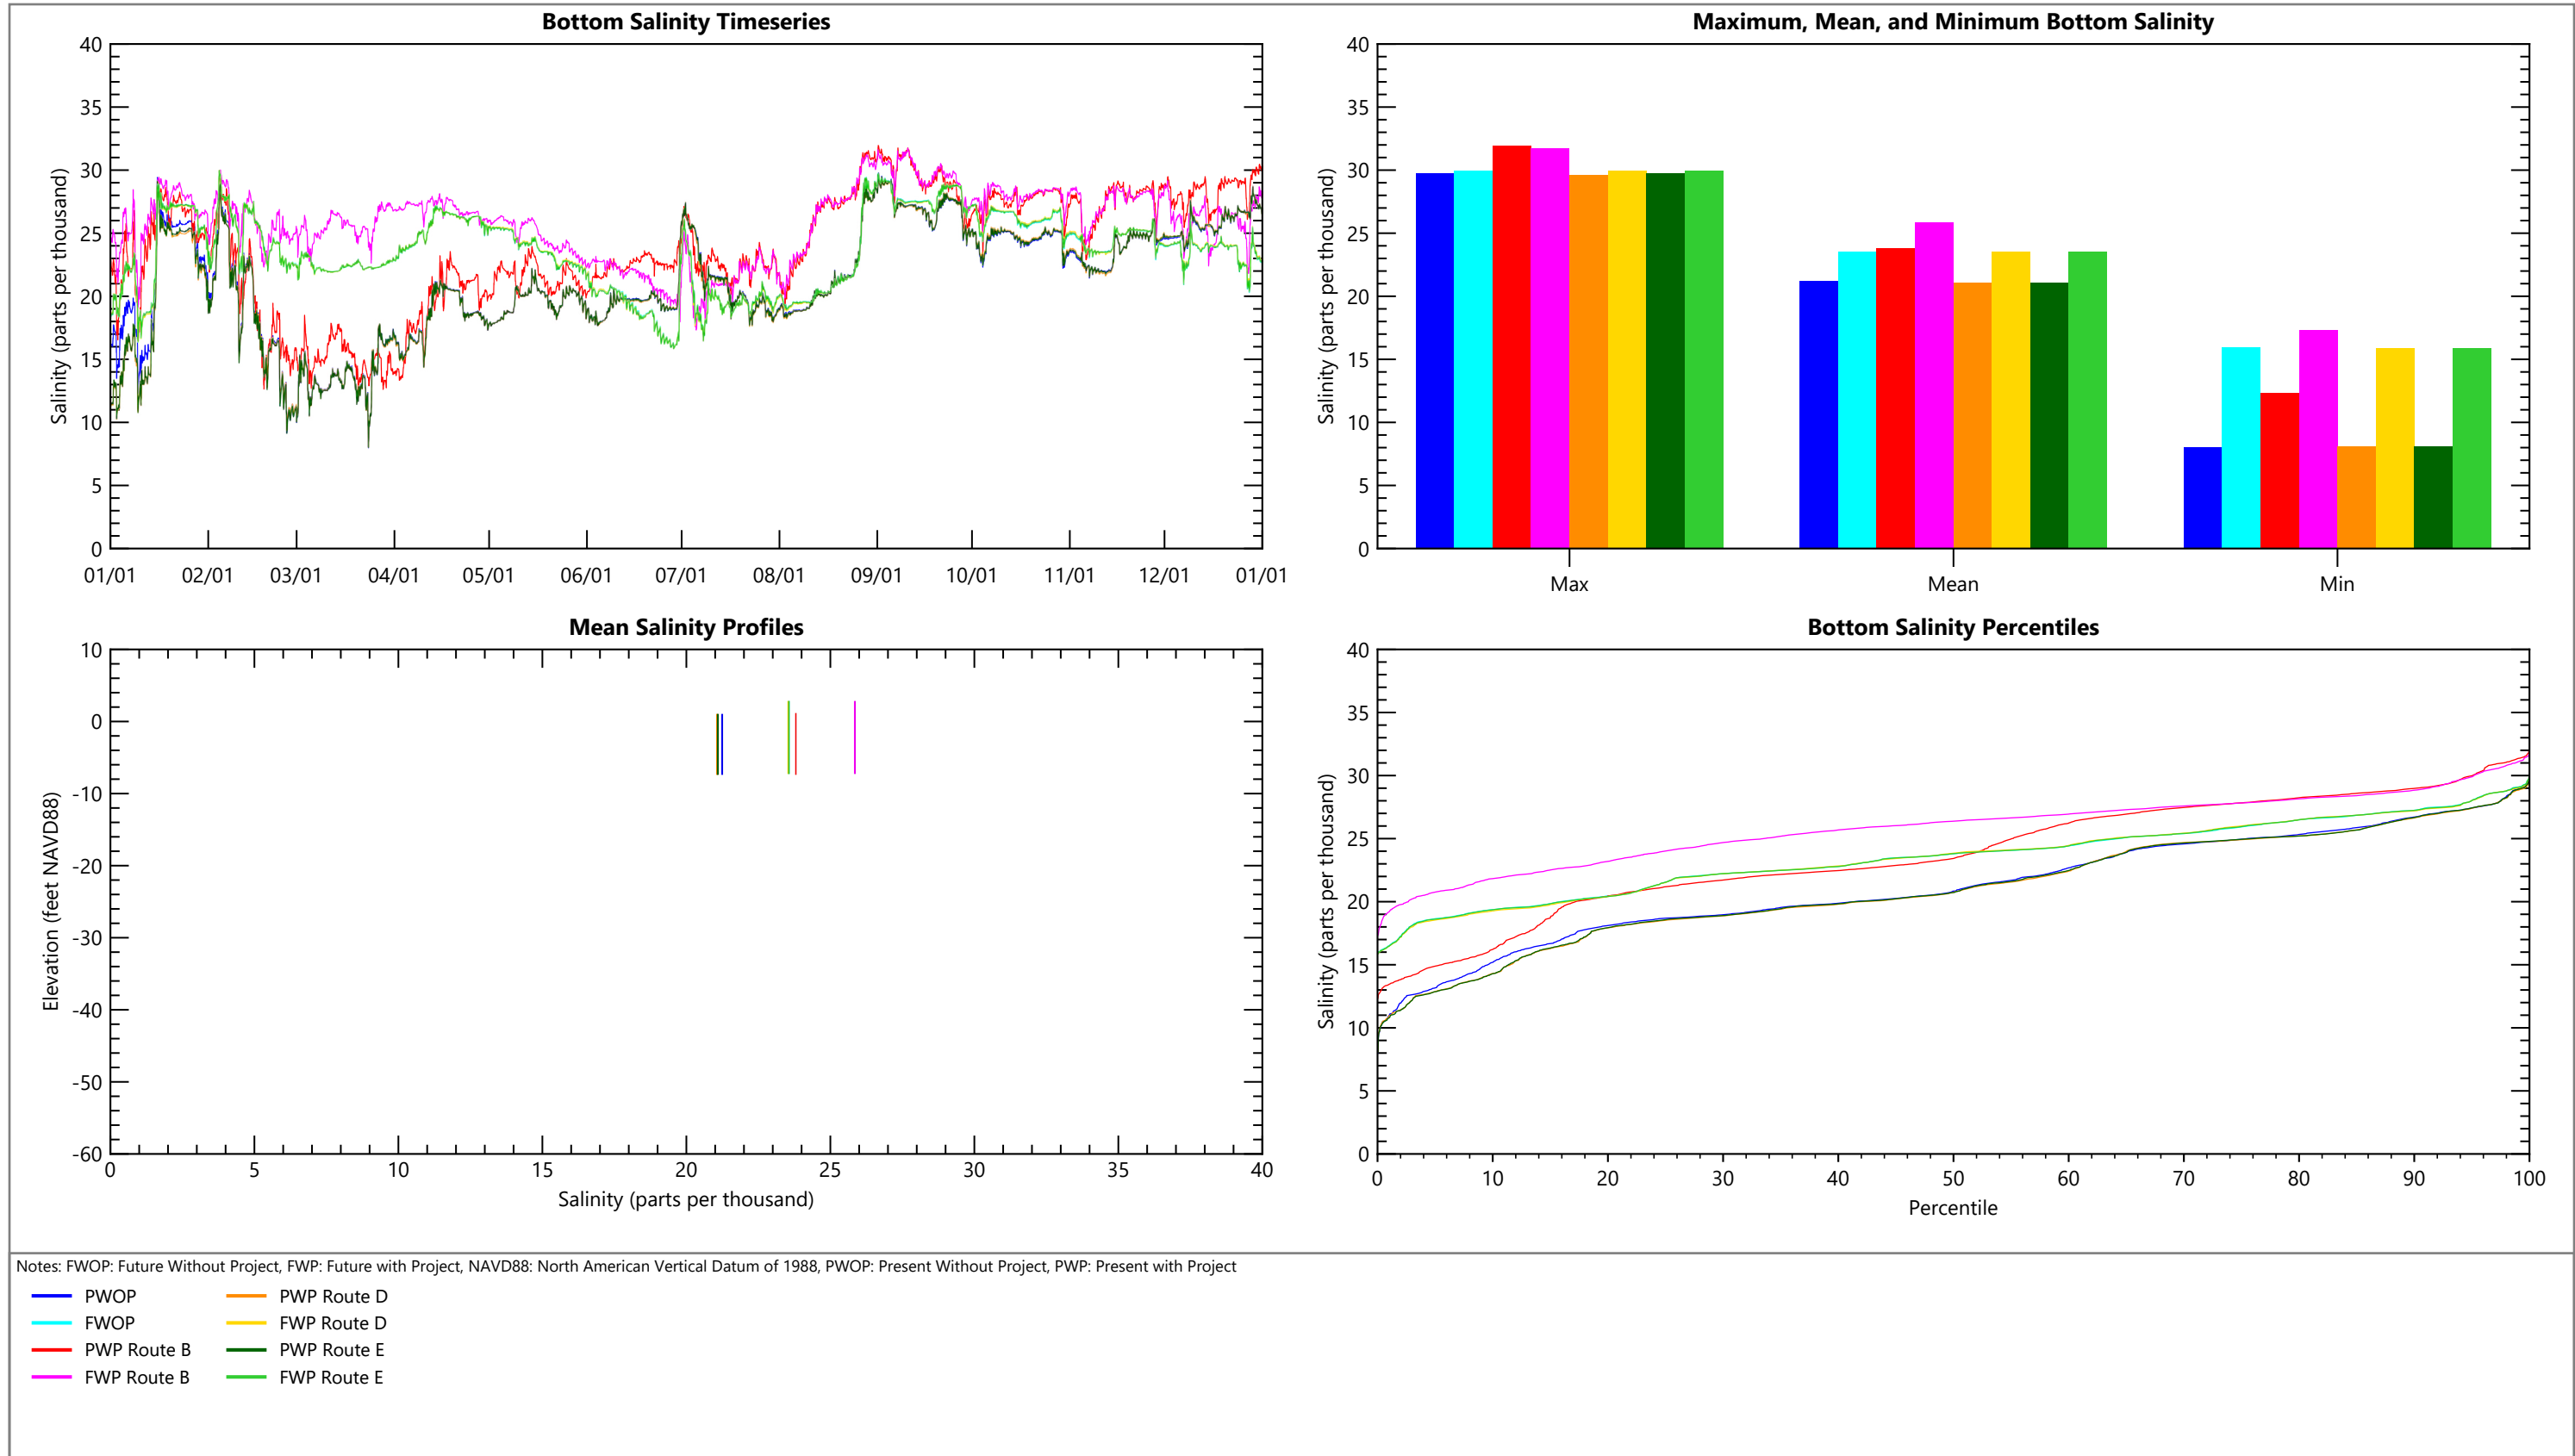 Bottom Salinity Timeseries
40
35
30
25
20
15
10
5
0
Salinity (parts per thousand)
01/01 02/01 03/01 04/01 05/01 06/01 07/01 08/01 09/01 10/01 11/01 12/01 01/01
Maximum, Mean, and Minimum Bottom Salinity
40
35
30
25
20
15
10
5
0
Salinity (parts per thousand)
Max Mean Min
Mean Salinity Profiles
10
0
-10
-20
-30
-40
-50
-60
Elevation (feet NAVD88)
0 5 10 15 20 25 30 35 40
Salinity (parts per thousand)
Bottom Salinity Percentiles
40
35
30
25
20
15
10
5
0
Salinity (parts per thousand)
0 10 20 30 40 50 60 70 80 90 100
Percentile
Notes: FWOP: Future Without Project, FWP: Future with Project, NAVD88: North American Vertical Datum of 1988, PWOP: Present Without Project, PWP: Present with Project
PWOP
FWOP
PWP Route B
FWP Route B
PWP Route D
FWP Route D
PWP Route E
FWP Route E